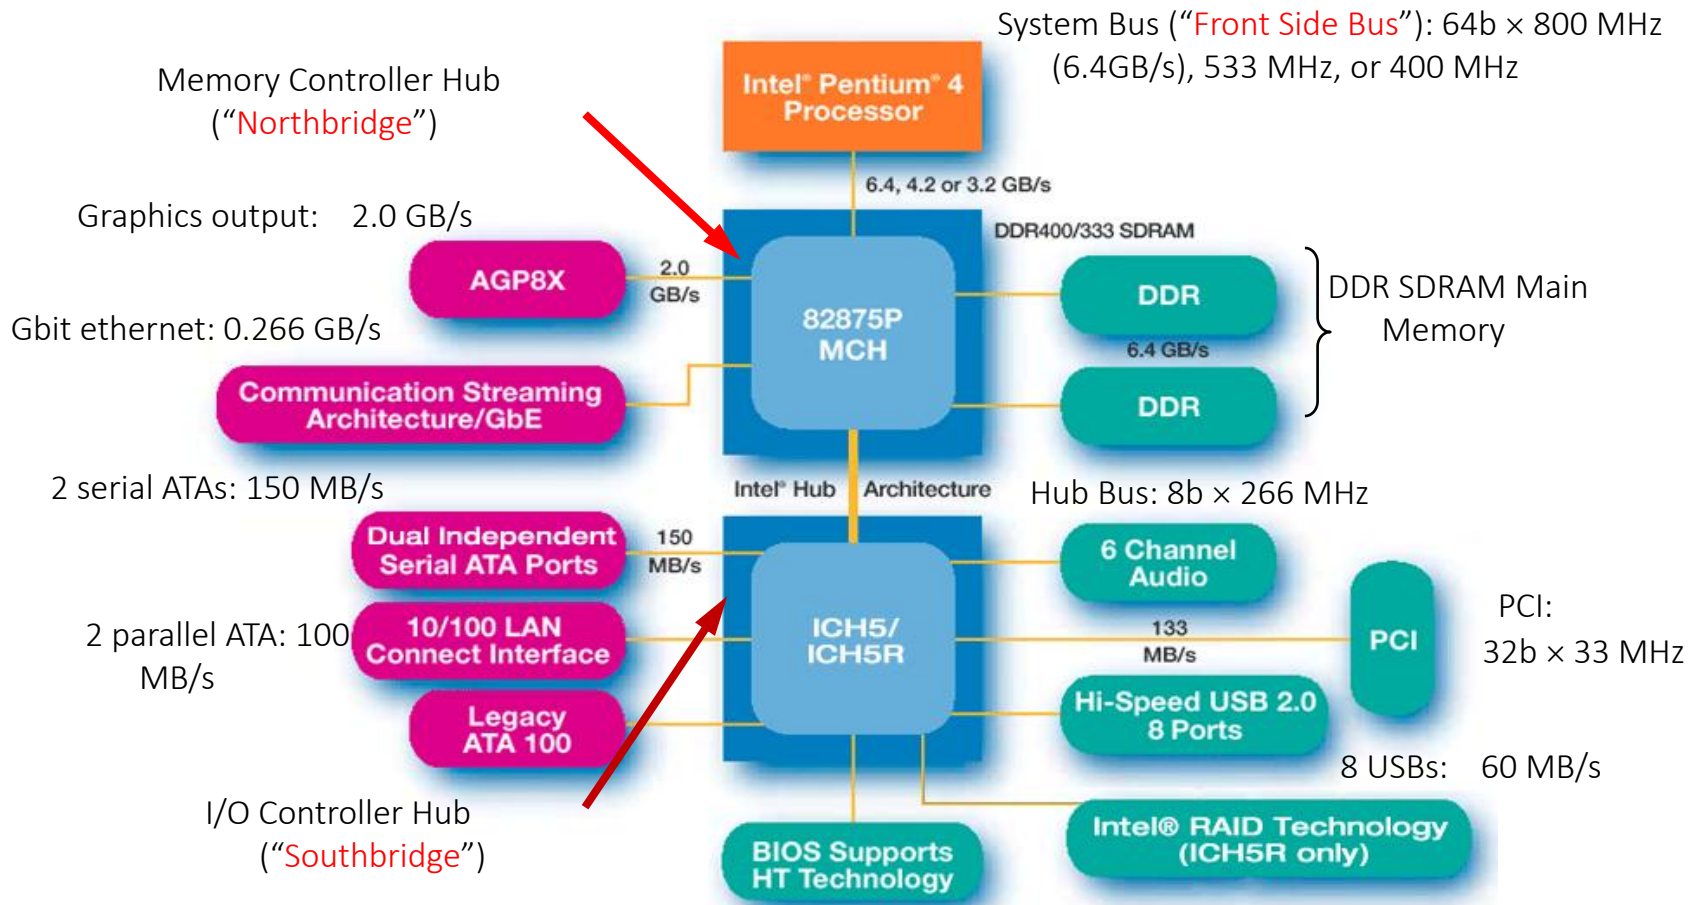 System Bus (“Front Side Bus”): 64b × 800 MHz
(6.4GB/s), 533 MHz, or 400 MHz
Memory Controller Hub
(“Northbridge”)
Intel® Pentium® 4
Processor
6.4, 4.2 or 3.2 GB/s
Graphics output: 2.0 GB/s
DDR400/333 SDRAM
AGP8X
2.0
GB/s
82875P
MCH
DDR
6.4 GB/s
DDR
DDR SDRAM Main
Memory
Gbit ethernet: 0.266 GB/s
Communication Streaming
Architecture/GbE
2 serial ATAs: 150 MB/s
Intel® Hub Architecture
Hub Bus: 8b × 266 MHz
Dual Independent
Serial ATA Ports
150
MB/s
6 Channel
Audio
2 parallel ATA: 100
MB/s
10/100 LAN
Connect Interface
ICH5/
ICH5R
133
MB/s
PCI
PCI:
32b × 33 MHz
Legacy
ATA 100
Hi-Speed USB 2.0
8 Ports
8 USBs: 60 MB/s
I/O Controller Hub
(“Southbridge”)
BIOS Supports
HT Technology
Intel® RAID Technology
(ICH5R only)